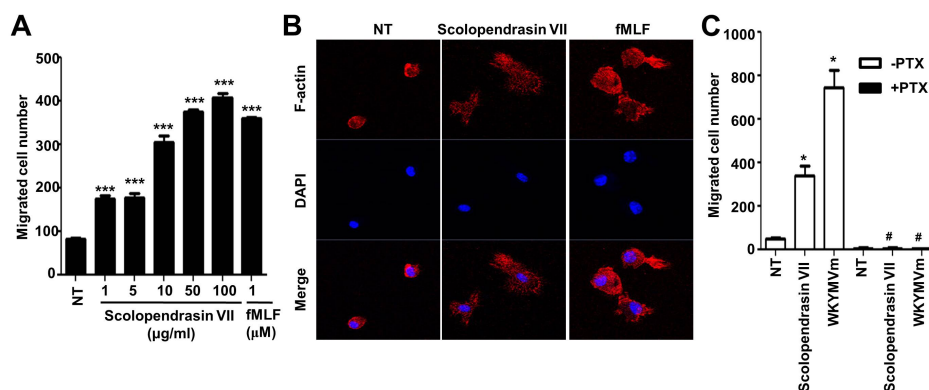 A
Migrated cell number
500
400
300
200
100
0
***
***
***
***
***
***
NT
1
5
10
50
100
1
Scolopendrasin VII
(µg/ml)
fMLF
(µM)
B
NT
Scolopendrasin VII
fMLF
F-actin
DAPI
Merge
C
Migrated cell number
1000
800
600
400
200
0
*
*
#
#
-PTX
+PTX
NT
Scolopendrasin VII
WKYMVm
NT
Scolopendrasin VII
WKYMVm